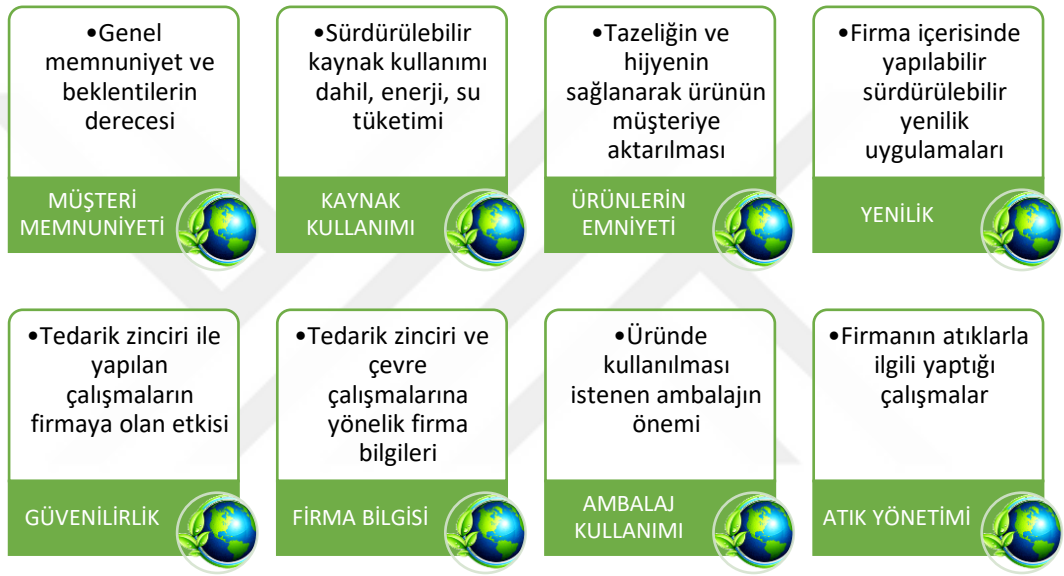 •Genel
memnuniyet ve
beklentilerin
derecesi
MÜŞTERİ
MEMNUNİYETİ
•Sürdürülebilir
kaynak kullanımı
dahil, enerji, su
tüketimi
KAYNAK
KULLANIMI
•Tazeliğin ve
hijyenin
sağlanarak ürünün
müşteriye
aktarılması
ÜRÜNLERİN
EMNİYETİ
•Firma içerisinde
yapılabilir
sürdürülebilir
yenilik
uygulamaları
YENİLİK
•Tedarik zinciri ile
yapılan
çalışmaların
firmaya olan etkisi
GÜVENİLİRLİK
•Tedarik zinciri ve
çevre
çalışmalarına
yönelik firma
bilgileri
FİRMA BİLGİSİ
•Üründe
kullanılması
istenen ambalajın
önemi
AMBALAJ
KULLANIMI
•Firmanın atıklarla
ilgili yaptığı
çalışmalar
ATIK YÖNETİMİ